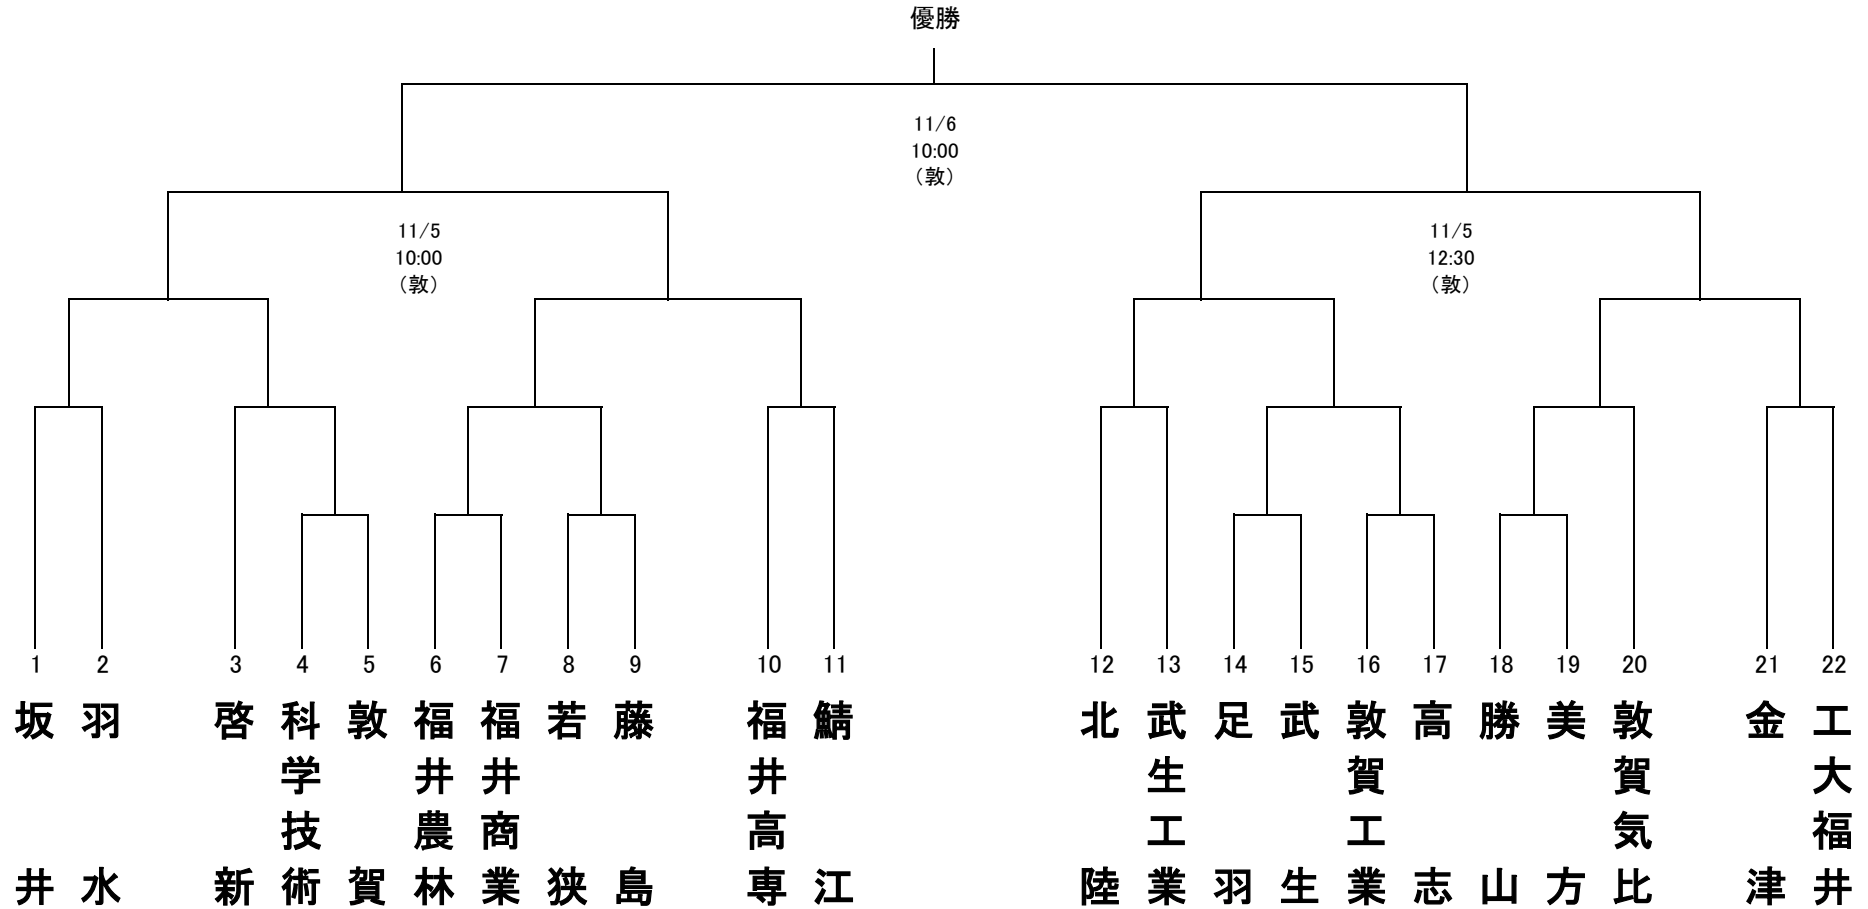 優勝
11/6
10:00
（敦）
11/5
10:00
（敦）
11/5
12:30
（敦）
1 2 3 4 5 6 7 8 9 10 11 12 13 14 15 16 17 18 19 20 21 22
坂井
羽水
啓新
科学技術
敦賀
福井農林
福井商業
若狭
藤島
福井高専
鯖江
北陸
武生工業
足羽
武生
敦賀工業
高志
勝山
美方
敦賀気比
金津
工大福井